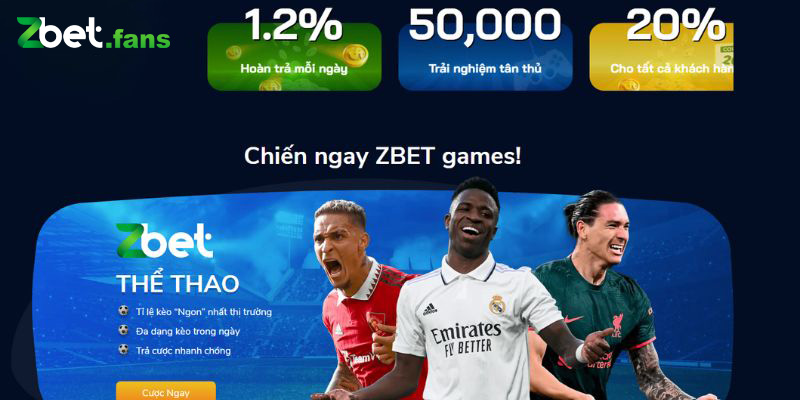 Zbet.fans
1.2%
Hoàn trả mỗi ngày
50,000
Trải nghiệm tân thủ
20%
Cho tất cả khách hàn
Chiến ngay ZBET games!
Zbet
THỂ THAO
Tỉ lệ kèo "Ngon" nhất thị trường
Đa dạng kèo trong ngày
Trả cược nhanh chóng
Cược Ngay
TeamV
Emirates
FLY BETTER